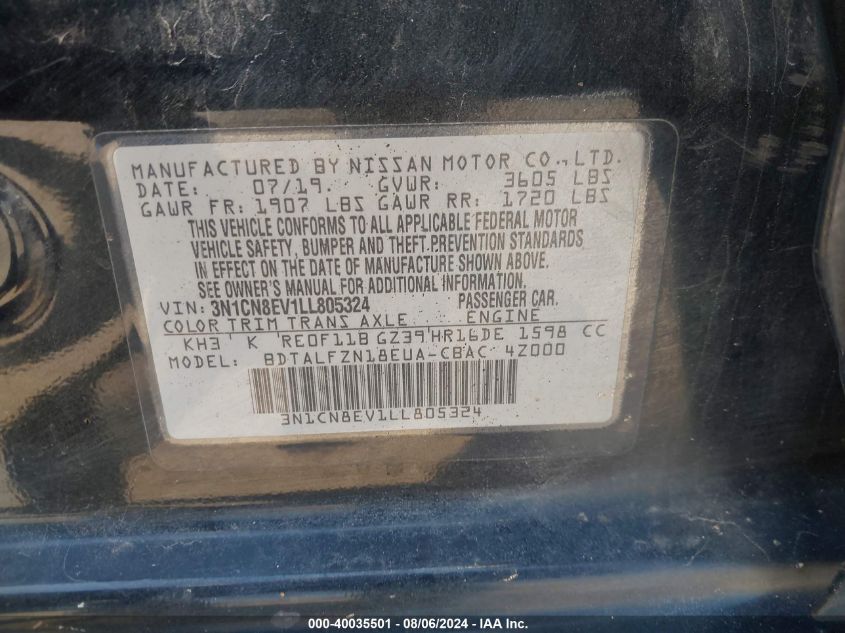 MANUFACTURED BY NISSAN MOTOR CO.,LTD.
DATE: 07/19. GVWR: 3605 LBS
GAWR FR: 1907 LBS GAWR RR: 1720 LBS
THIS VEHICLE CONFORMS TO ALL APPLICABLE FEDERAL MOTOR
VEHICLE SAFETY, BUMPER AND THEFT PREVENTION STANDARDS
IN EFFECT ON THE DATE OF MANUFACTURE SHOWN ABOVE.
SEE OWNER'S MANUAL FOR ADDITIONAL INFORMATION.
VIN: 3N1CN8EV1LL805324 PASSENGER CAR.
COLOR TRIM TRANS AXLE ENGINE
KH3 K RE0F11B GZ39 HR16DE 1598 CC
MODEL: BDTALFZN18EUA-CBAC 4Z000
3N1CN8EV1LL805324
000-40035501 - 08/06/2024 - IAA Inc.